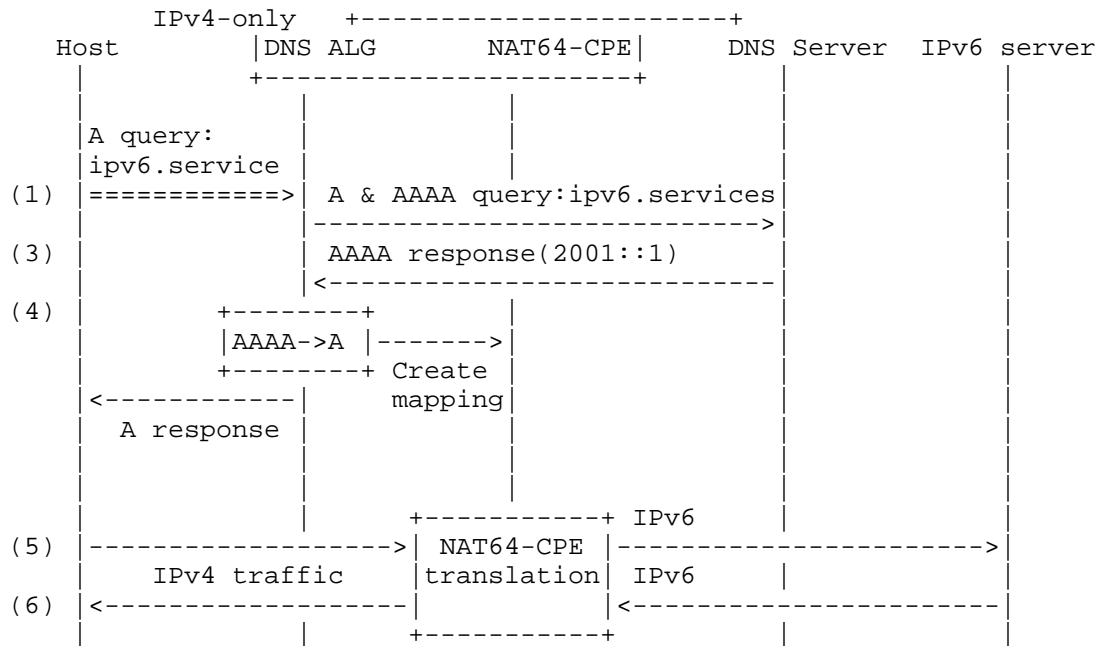 IPv4-only +-----------------------+
Host |DNS ALG NAT64-CPE| DNS Server IPv6 server
| +-----------------------+ | |
| | | | |
|A query: | | | |
|ipv6.service | | | |
(1) |============>| A & AAAA query:ipv6.services| |
| |---------------------------->| |
(3) | | AAAA response(2001::1) | |
| |<---------------------------- | |
(4) | +--------+ | | |
| |AAAA->A |------->| | |
| +--------+ Create | | |
|<------------| mapping| | |
| A response | | | |
| | | | |
| | | | |
| | +-----------+ IPv6 | |
(5) |------------------->| NAT64-CPE |----------------------->|
| IPv4 traffic |translation| IPv6 | |
(6) |<-------------------| |<-----------------------|
| | +-----------+ | |